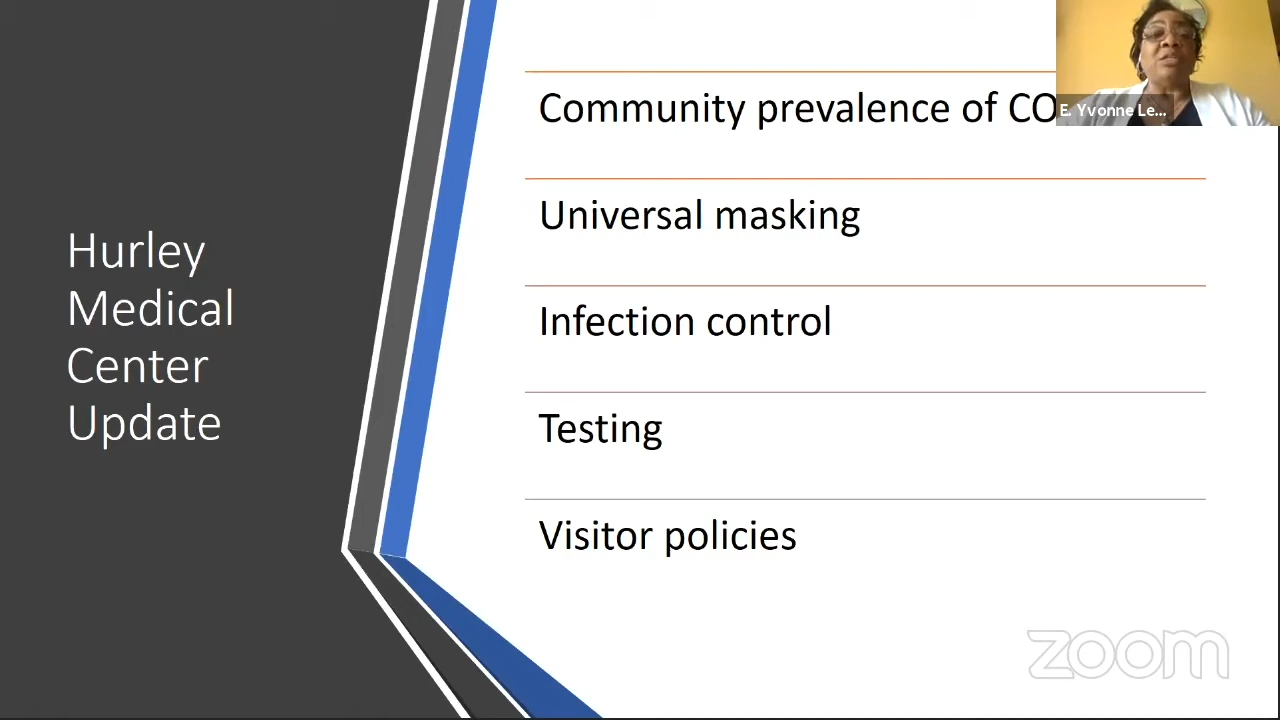 Hurley
Medical
Center
Update
Community prevalence of CO
Universal masking
Infection control
Testing
Visitor policies
E. Yvonne Le...
zoom